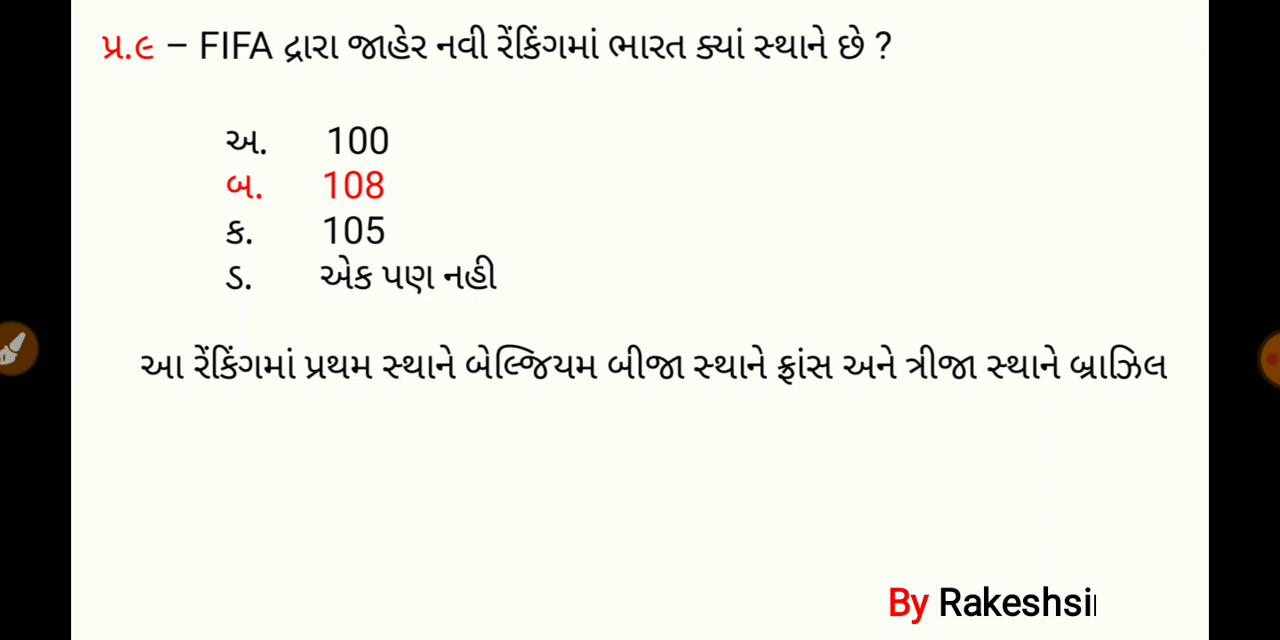 પ્ર.૯ – FIFA દ્વારા જાહેર નવી રેંકિંગમાં ભારત ક્યાં સ્થાને છે ?
અ. 100
બ. 108
ક. 105
ડ. એક પણ નહી
આ રેંકિંગમાં પ્રથમ સ્થાને બેલ્જિયમ બીજા સ્થાને ફ્રાંસ અને ત્રીજા સ્થાને બ્રાઝિલ
By Rakeshsi